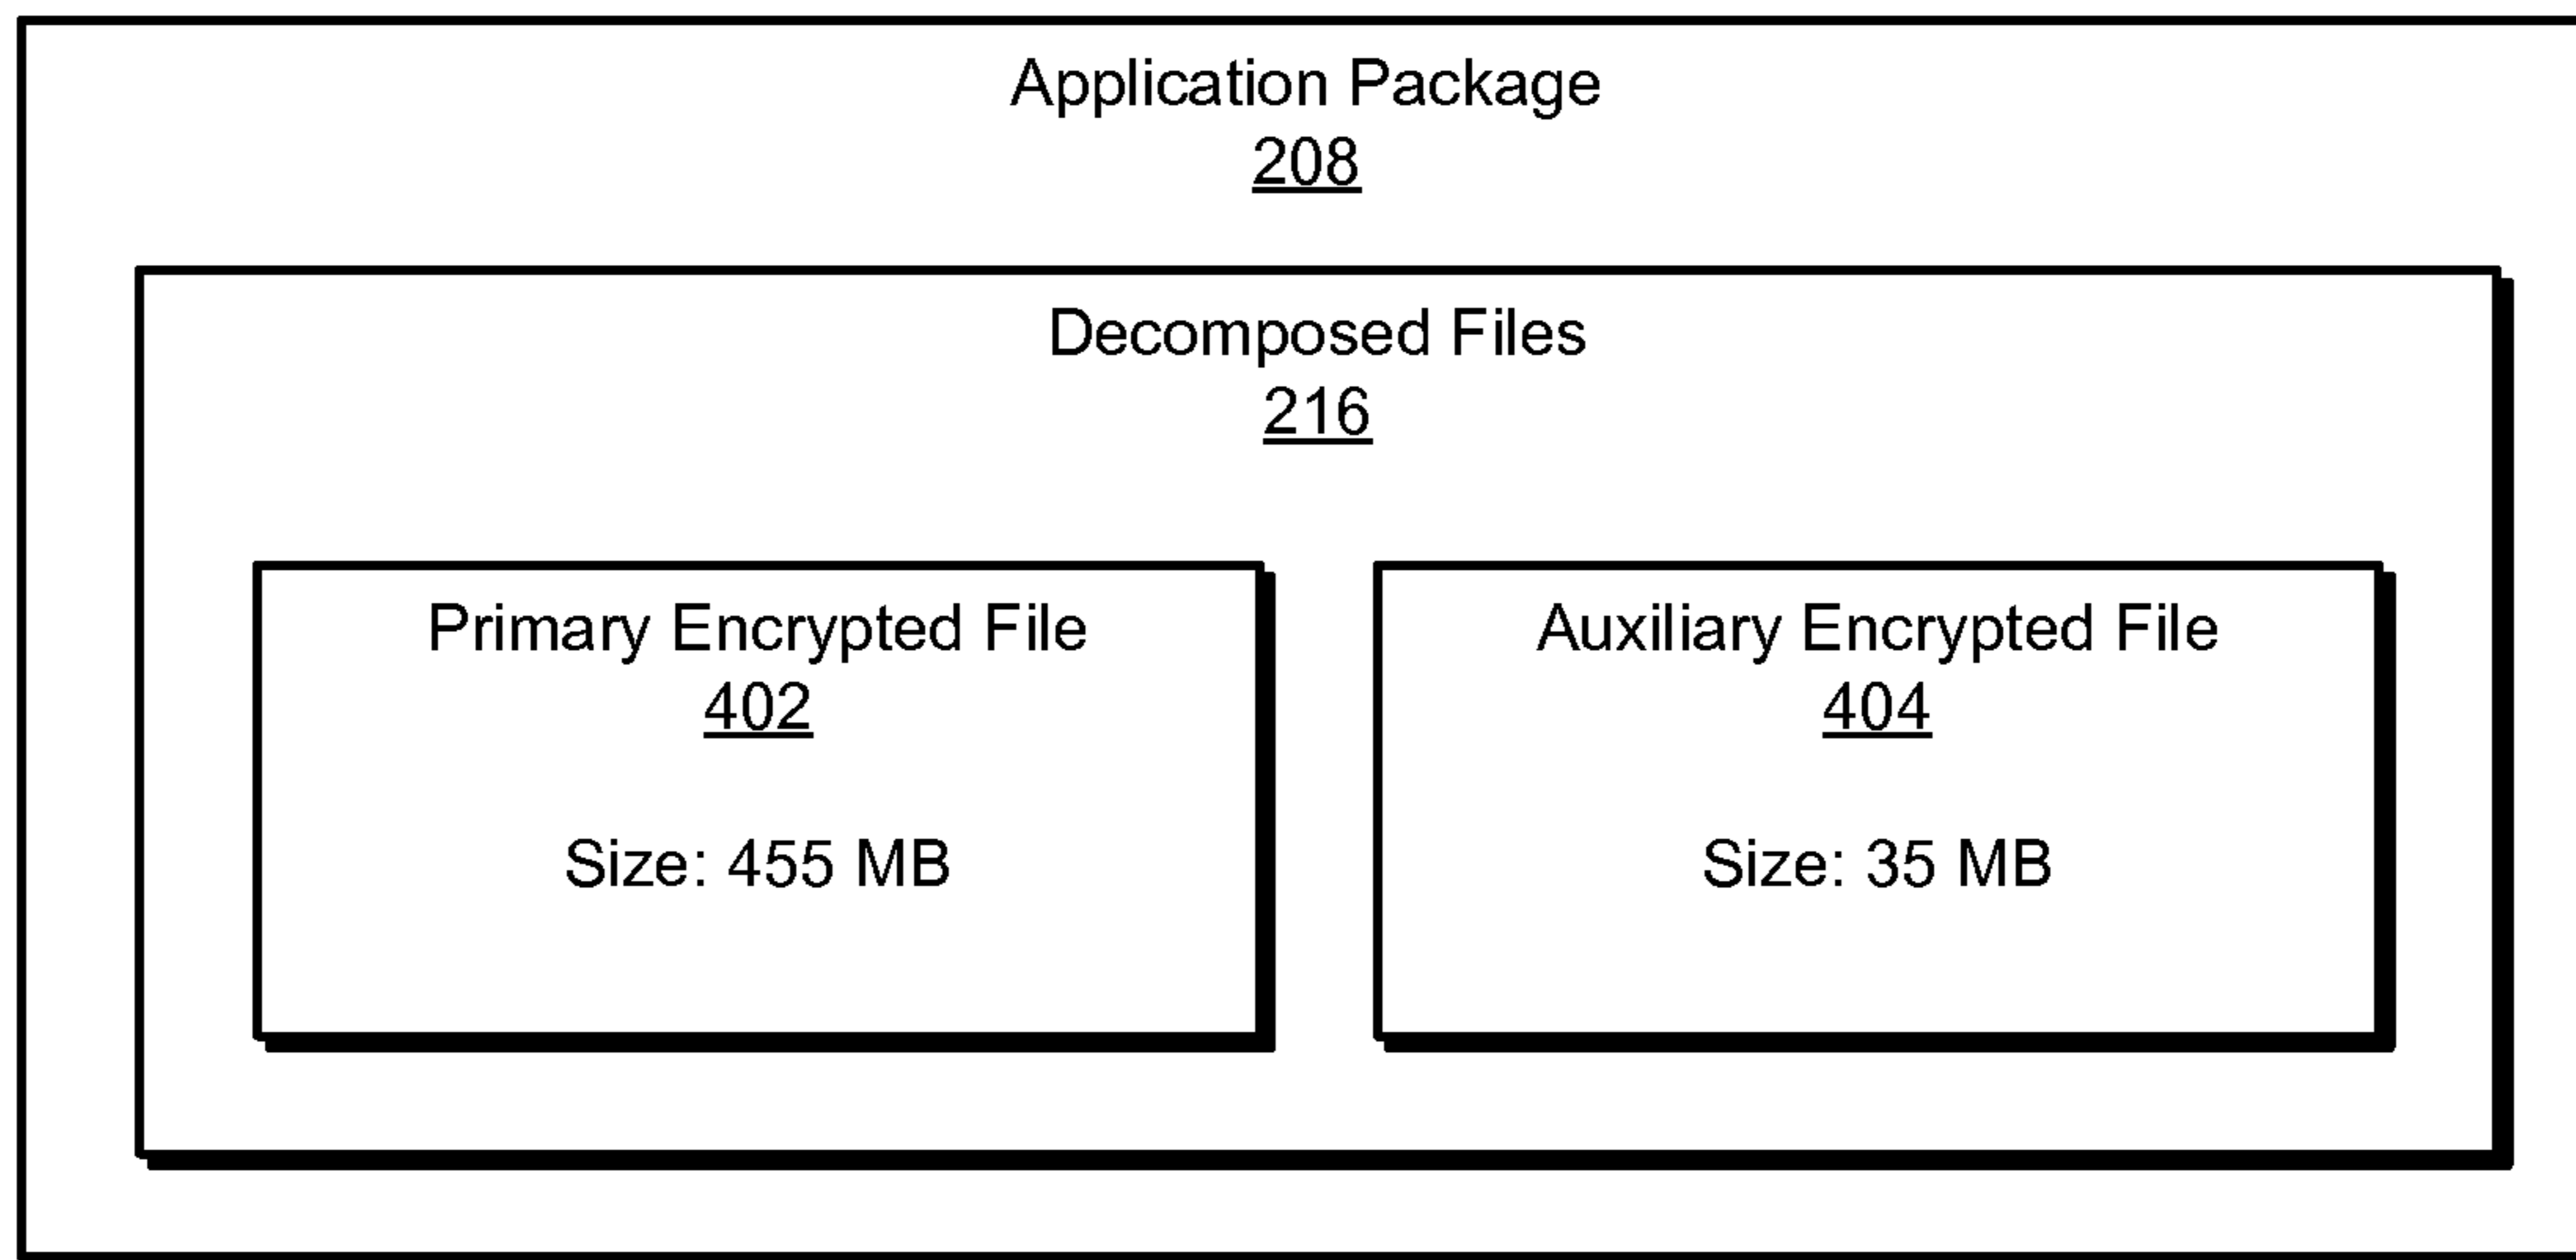 Application Package
208
Decomposed Files
216
Primary Encrypted File
402
Size: 455 MB
Auxiliary Encrypted File
404
Size: 35 MB